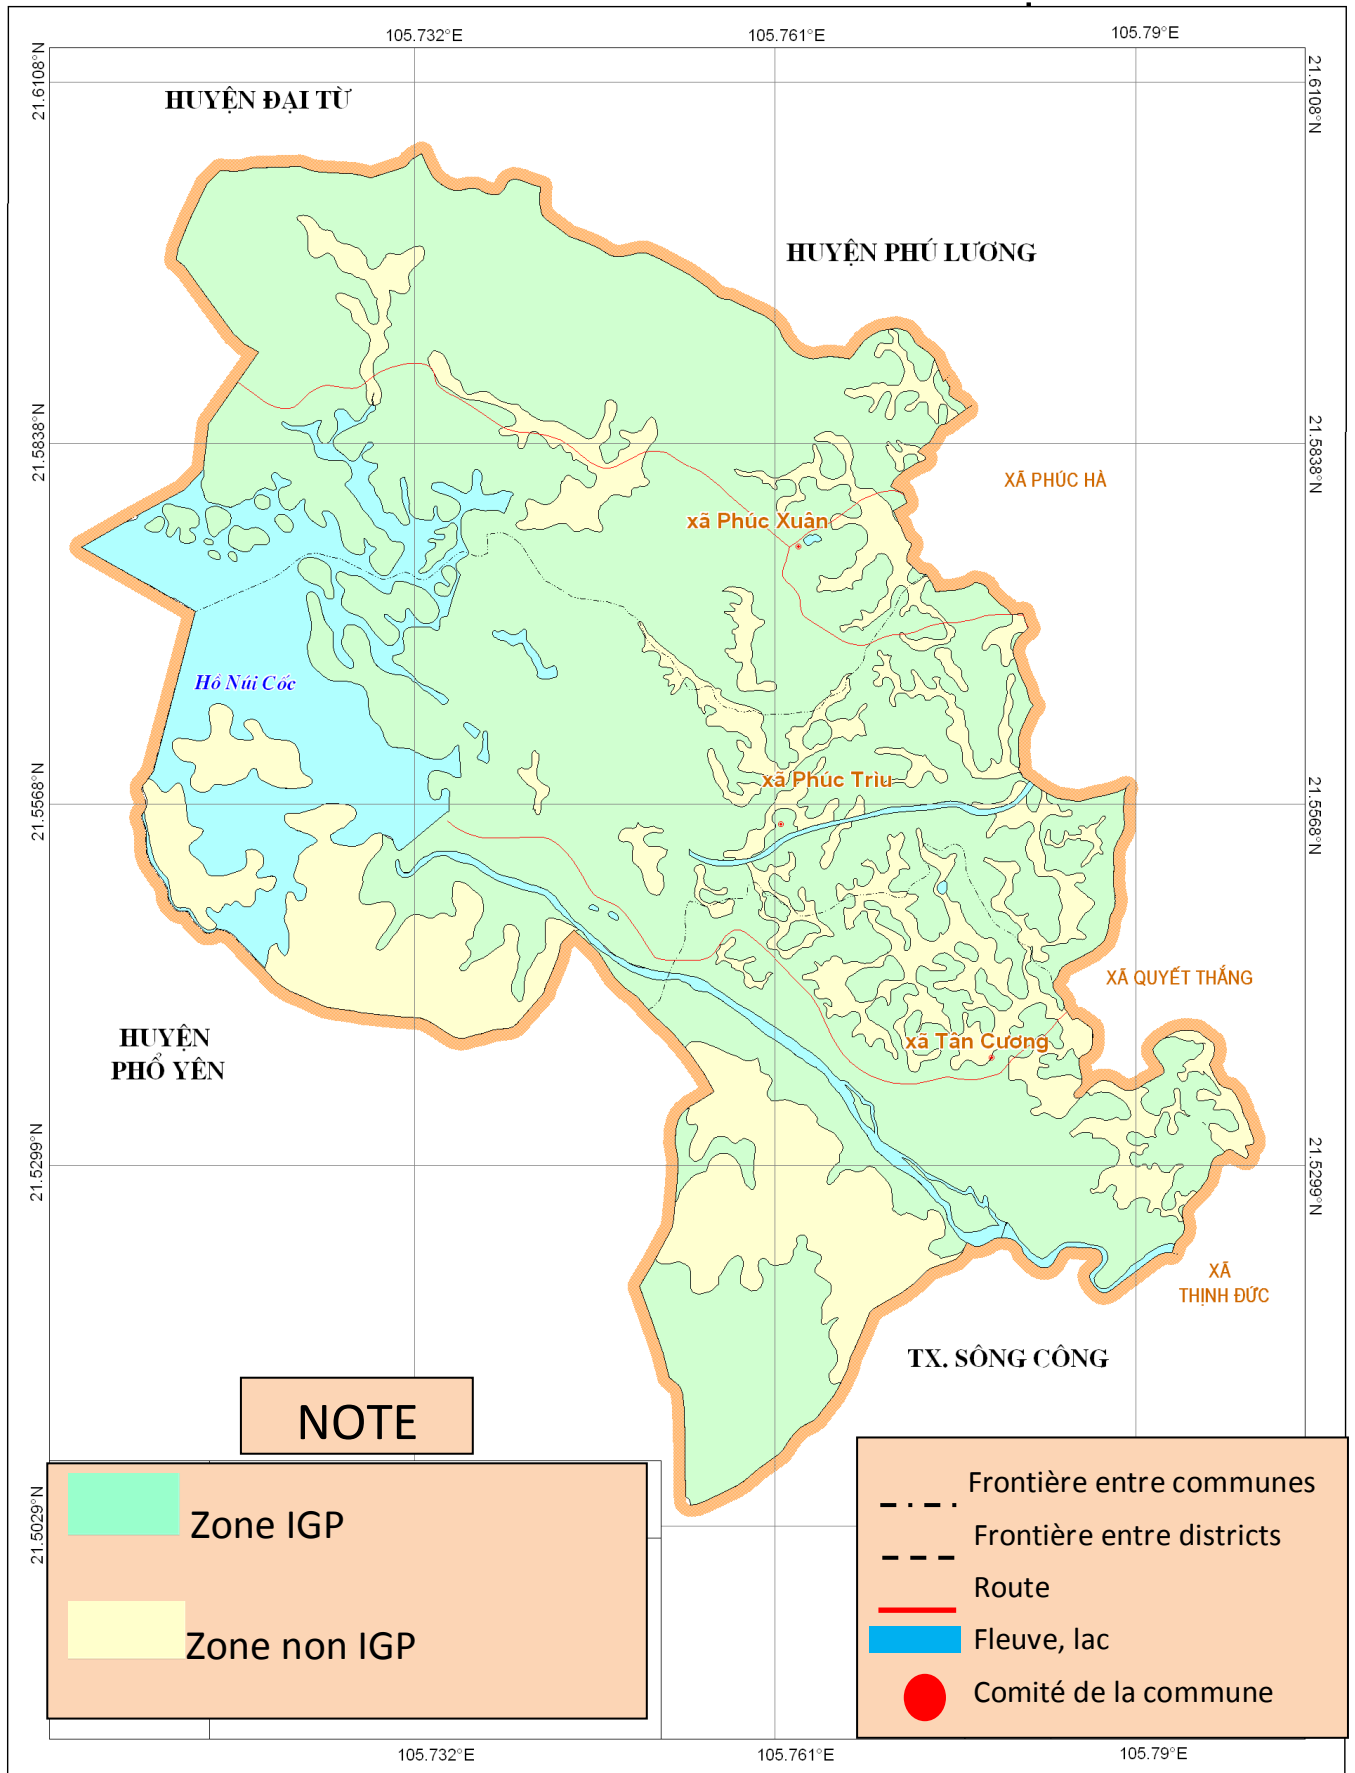 105.732°E
105.761°E
105.79°E
21.6108°N
21.6108°N
HUYỆN ĐẠI TỪ
HUYỆN PHÚ LƯƠNG
21.5838°N
21.5838°N
XÃ PHÚC HÀ
xã Phúc Xuân
Hồ Núi Cốc
xã Phúc Trìu
21.5568°N
21.5568°N
XÃ QUYẾT THẮNG
HUYỆN
PHỔ YÊN
xã Tân Cương
21.5299°N
21.5299°N
XÃ
THỊNH ĐỨC
TX. SÔNG CÔNG
NOTE
21.5029°N
Zone IGP
Zone non IGP
Frontière entre communes
Frontière entre districts
Route
Fleuve, lac
Comité de la commune
105.732°E
105.761°E
105.79°E